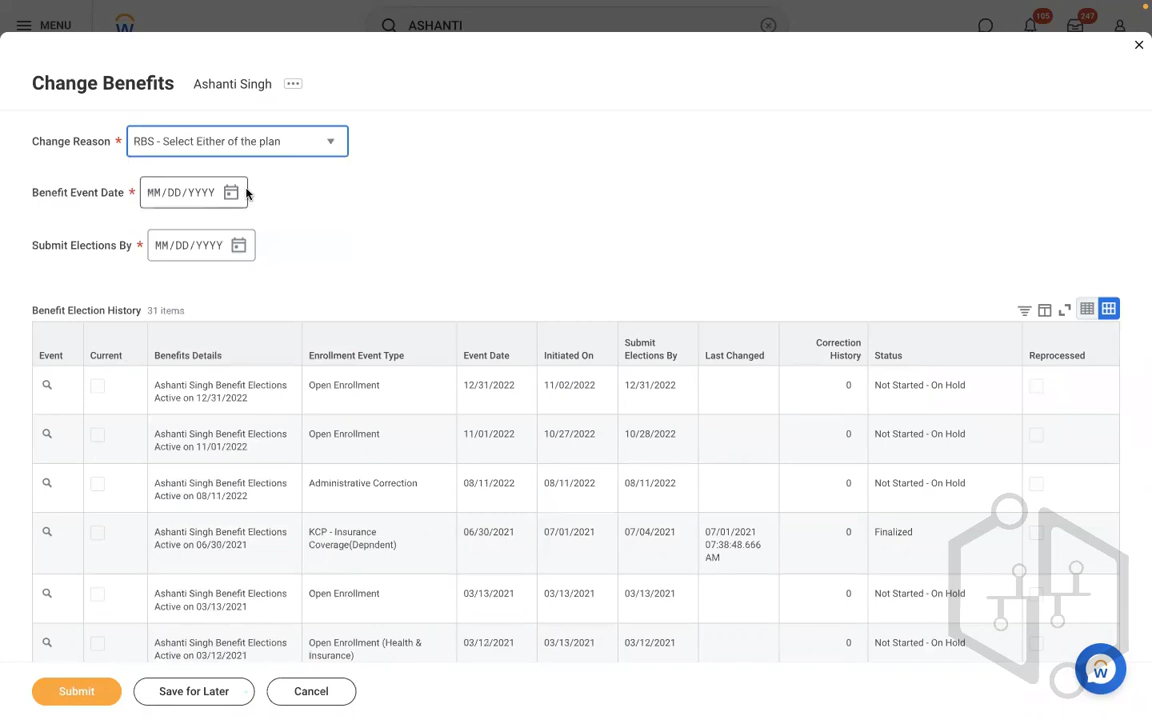 MENU
W
ASHANTI
105
247
Change Benefits Ashanti Singh
Change Reason * RBS - Select Either of the plan
Benefit Event Date * MM/DD/YYYY
Submit Elections By * MM/DD/YYYY
Benefit Election History 31 items
Event Current Benefits Details Enrollment Event Type Event Date Initiated On Submit Elections By Last Changed Correction History Status Reprocessed
Ashanti Singh Benefit Elections Open Enrollment 12/31/2022 11/02/2022 12/31/2022 0 Not Started - On Hold
Active on 12/31/2022
Ashanti Singh Benefit Elections Open Enrollment 11/01/2022 10/27/2022 10/28/2022 0 Not Started - On Hold
Active on 11/01/2022
Ashanti Singh Benefit Elections Administrative Correction 08/11/2022 08/11/2022 08/11/2022 0 Not Started - On Hold
Active on 08/11/2022
Ashanti Singh Benefit Elections KCP - Insurance 06/30/2021 07/01/2021 07/04/2021 07/01/2021 0 Finalized
Active on 06/30/2021 Coverage(Depndent) 07:38:48.666
AM
Ashanti Singh Benefit Elections Open Enrollment 03/13/2021 03/13/2021 03/13/2021 0 Not Started - On Hold
Active on 03/13/2021
Ashanti Singh Benefit Elections Open Enrollment (Health & 03/12/2021 03/13/2021 03/12/2021 0 Not Started - On Hold
Active on 03/12/2021 Insurance)
W
Submit Save for Later Cancel